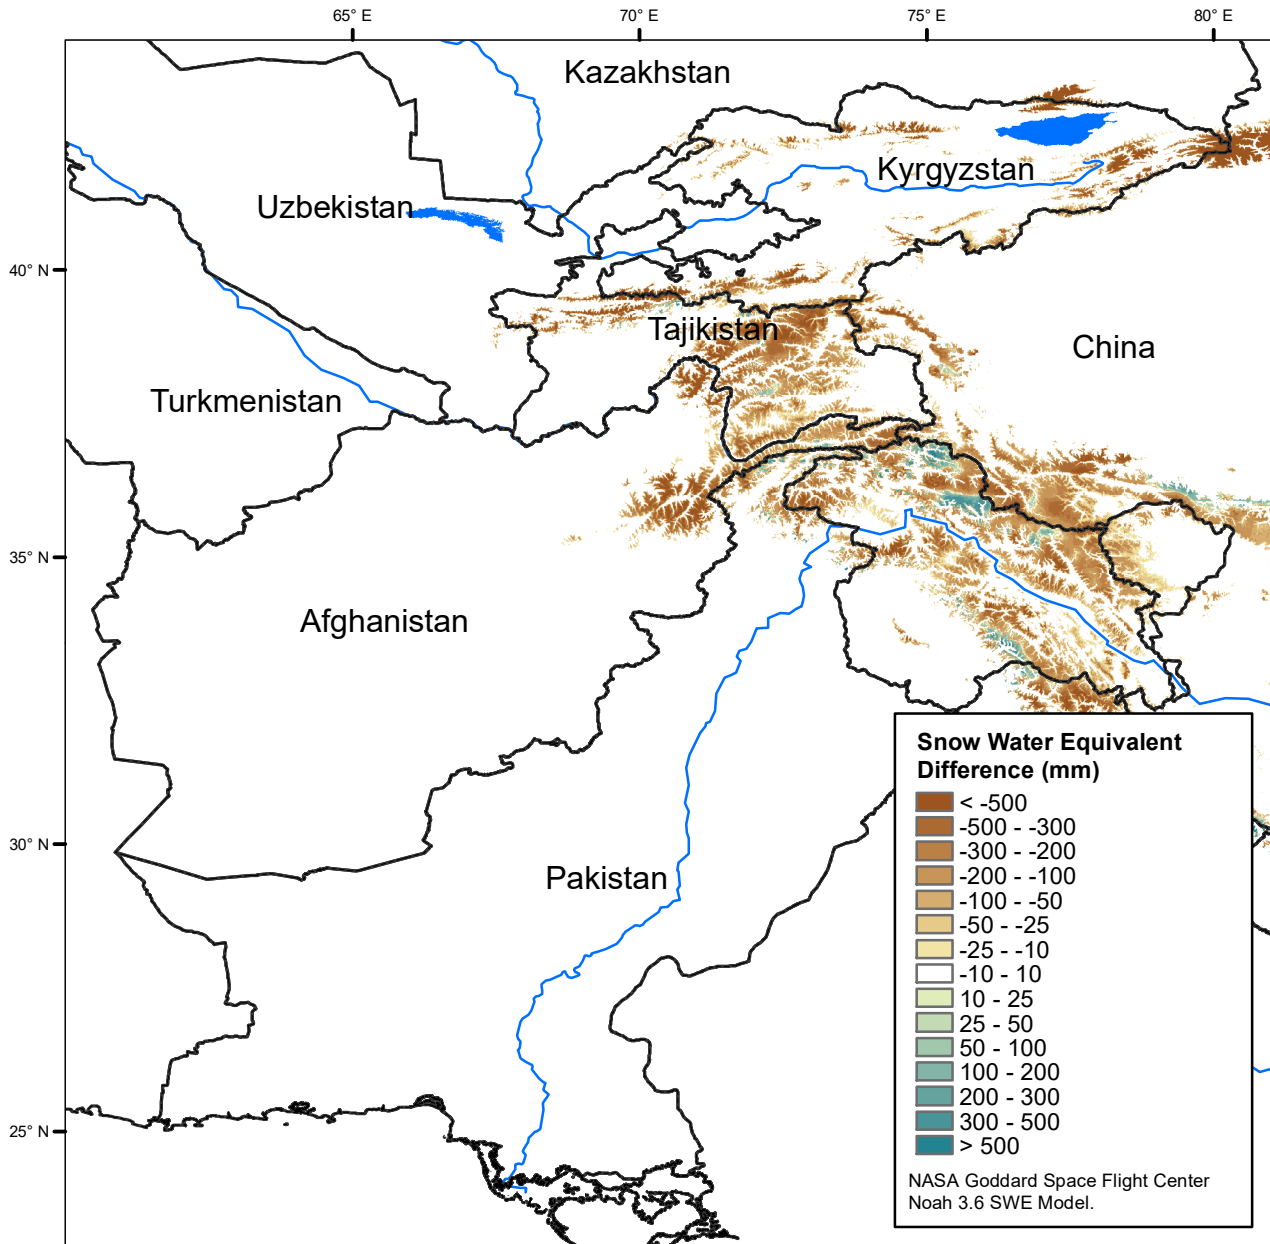 65° E
70° E
75° E
80° E
Kazakhstan
Kyrgyzstan
Uzbekistan
40° N
Tajikistan
China
Turkmenistan
35° N
Afghanistan
30° N
Pakistan
25° N
Snow Water Equivalent
Difference (mm)
< -500
-500 - -300
-300 - -200
-200 - -100
-100 - -50
-50 - -25
-25 - -10
-10 - 10
10 - 25
25 - 50
50 - 100
100 - 200
200 - 300
300 - 500
> 500
NASA Goddard Space Flight Center
Noah 3.6 SWE Model.